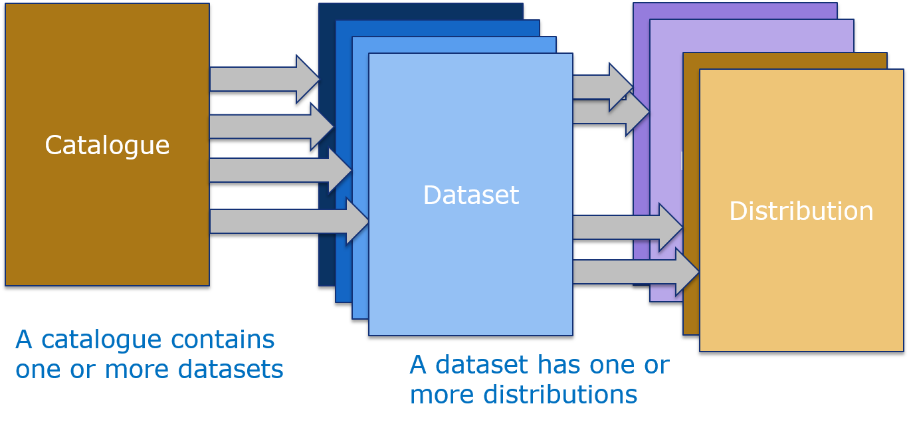 Catalogue
Dataset
Distribution
A catalogue contains
one or more datasets
A dataset has one or
more distributions